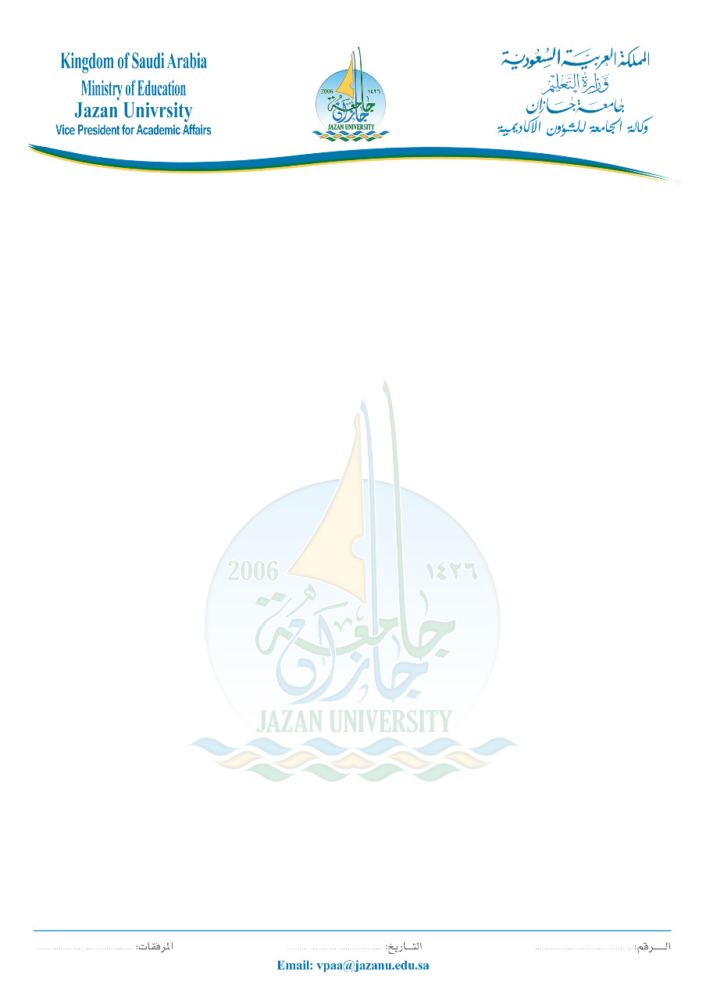 Kingdom of Saudi Arabia
Ministry of Education
Jazan Univrsity
Vice President for Academic Affairs
2006
١٤٢٦
جامعة
جازان
JAZAN UNIVERSITY
المملكة العربية السعودية
وزارة التعليم
جامعة جازان
وكالة الجامعة للشؤون الاكاديمية
2006
١٤٢٦
جامعة
جازان
JAZAN UNIVERSITY
الـــرقم: ............................................
التـــاريخ: ............................................
المرفقات: ............................................
Email: vpaa@jazanu.edu.sa